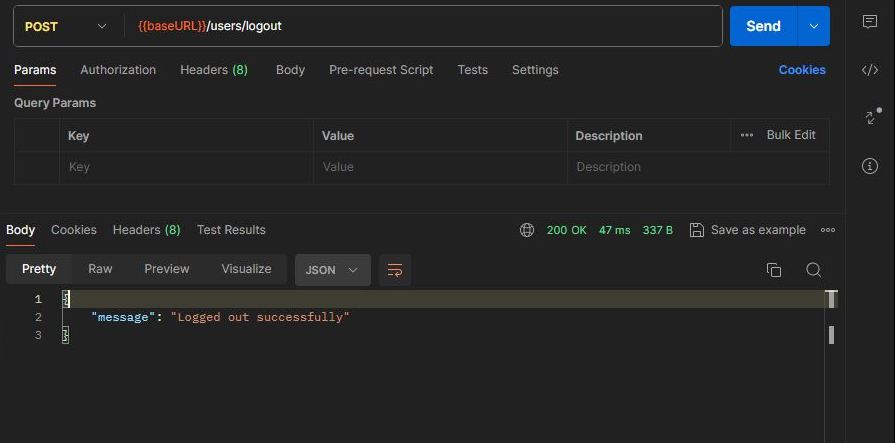 POST {{baseURL}}/users/logout Send
Params Authorization Headers (8) Body Pre-request Script Tests Settings Cookies
Query Params
Key Value Description Bulk Edit
Key Value Description
Body Cookies Headers (8) Test Results 200 OK 47 ms 337 B Save as example
Pretty Raw Preview Visualize JSON
1 {
2 "message": "Logged out successfully"
3 }